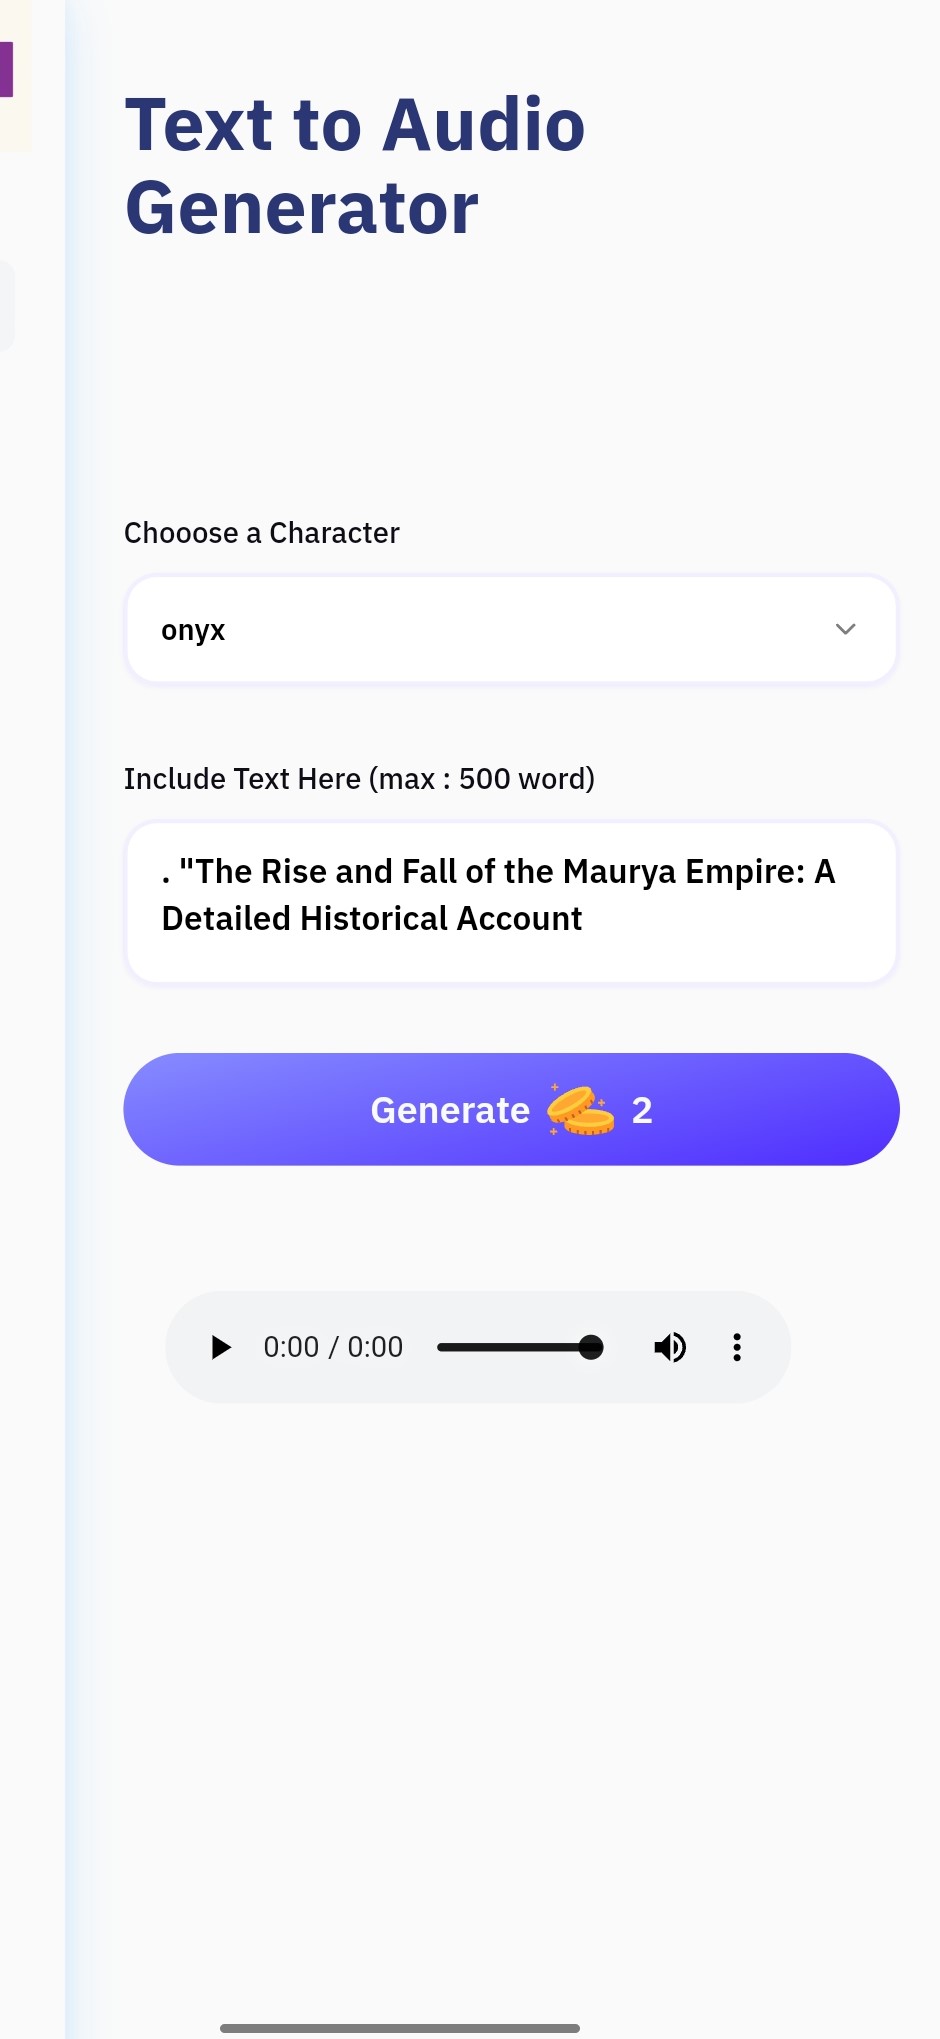 Text to Audio
Generator
Chooose a Character
onyx
Include Text Here (max : 500 word)
. "The Rise and Fall of the Maurya Empire: A
Detailed Historical Account
Generate 2
0:00 / 0:00